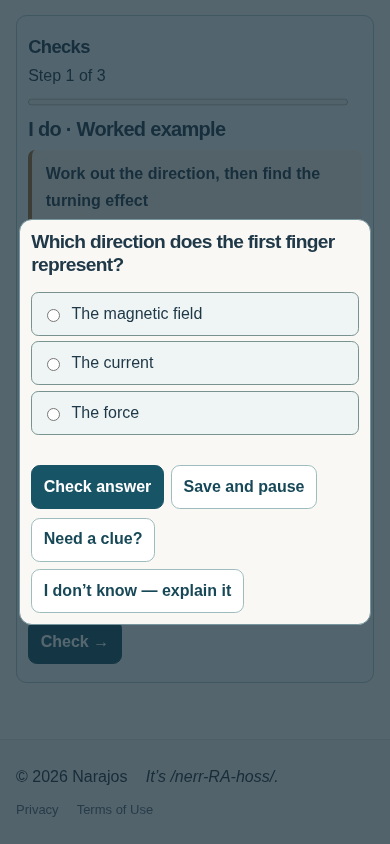 Checks
Step 1 of 3
I do · Worked example
Work out the direction, then find the
turning effect
Which direction does the first finger
represent?
The magnetic field
The current
The force
Check answer
Save and pause
Need a clue?
I don’t know — explain it
Check →
© 2026 Narajos It’s /nerr-RA-hoss/.
Privacy Terms of Use